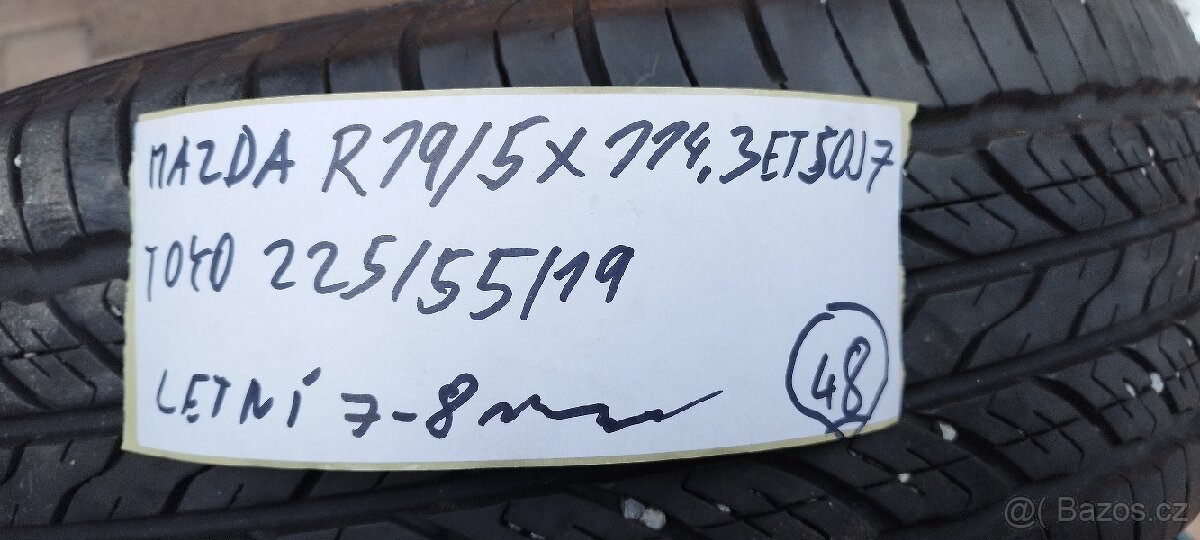 MAZDA R19/5X114.3ET50J7
TOYO 225/55/19
LETNÍ 7-8mm
48
@( Bazos.cz